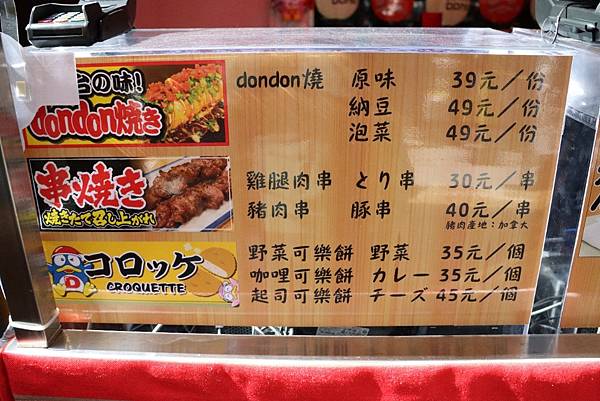 台の味!
dondon焼き
dondon燒 原味 39元／份
納豆 49元／份
泡菜 49元／份
串焼き
焼きたて召し上がれ
雞腿肉串 とり串 30元／串
豬肉串 豚串 40元／串
豬肉產地：加拿大
コロッケ
CROQUETTE
D
野菜可樂餅 野菜 35元／個
咖哩可樂餅 カレー 35元／個
起司可樂餅 チーズ 45元／個